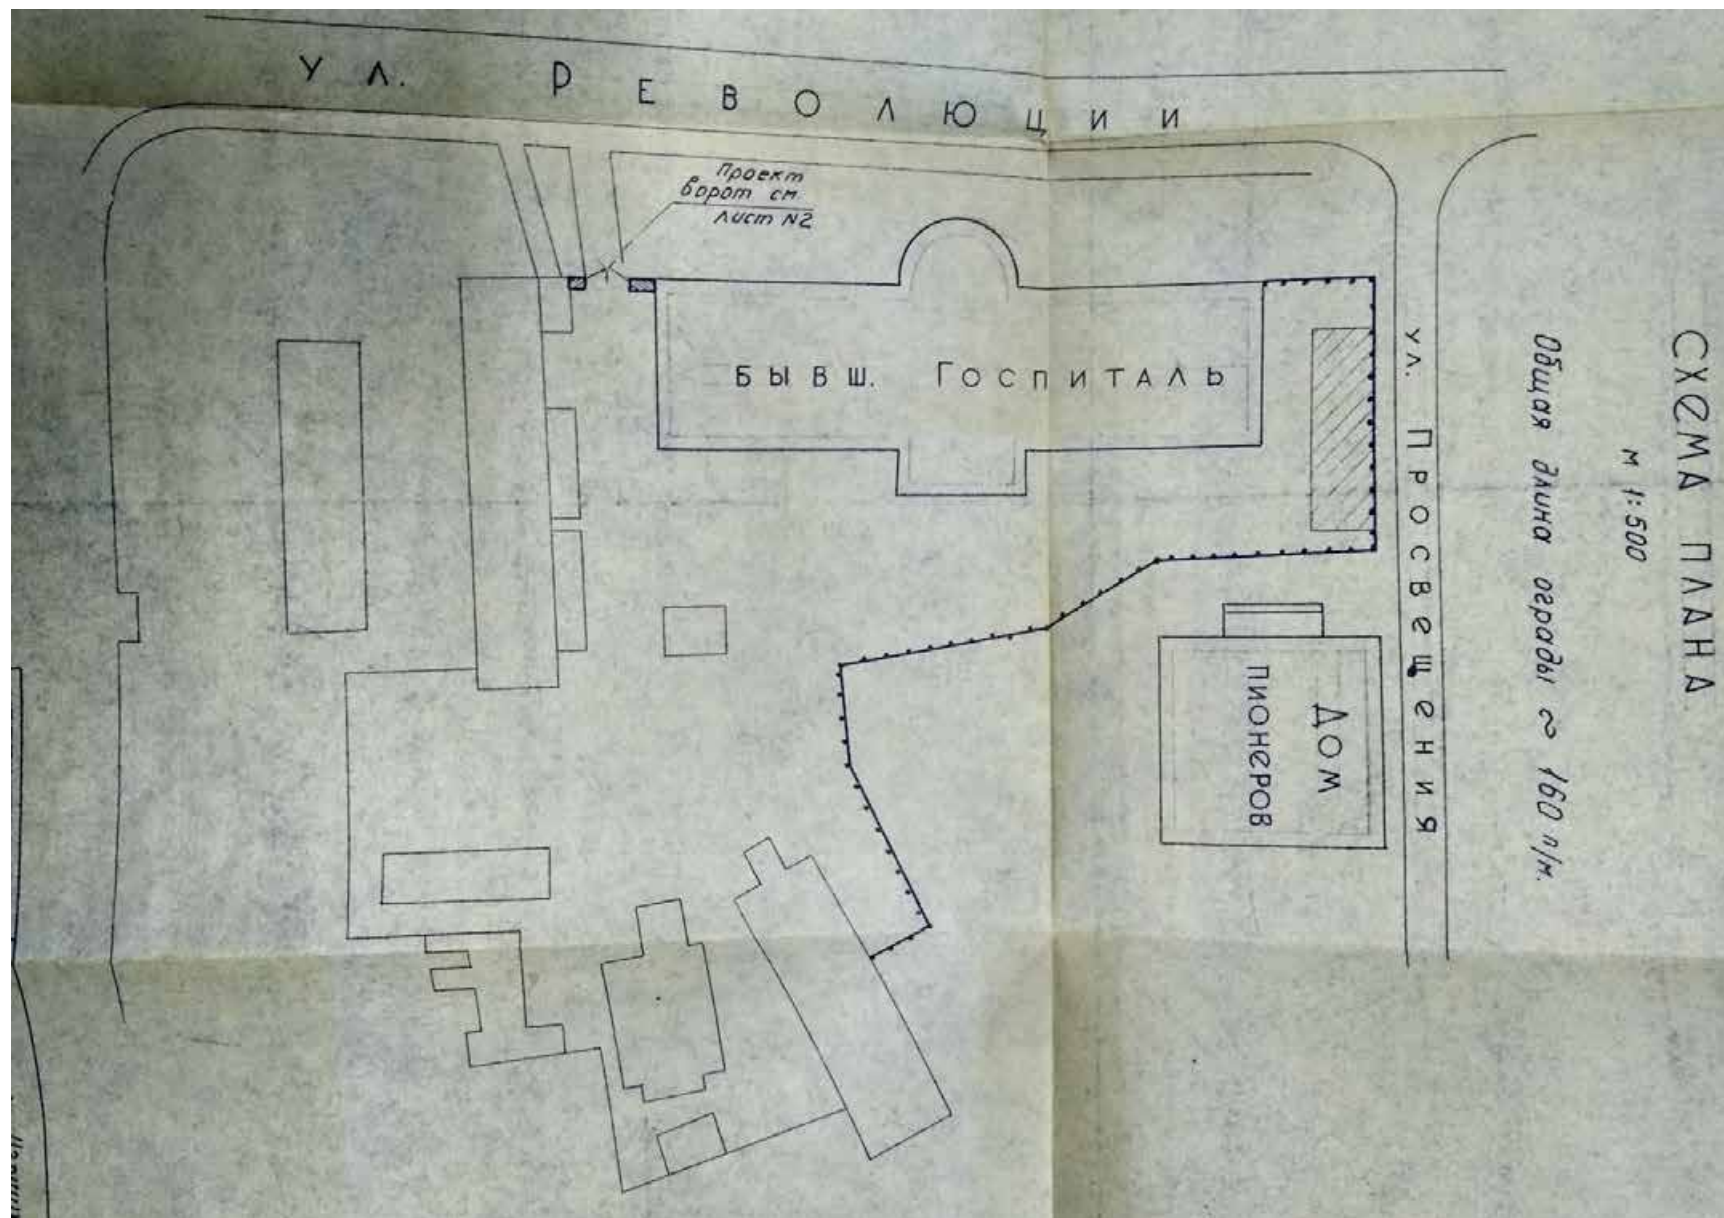 УЛ. РЕВОЛЮЦИИ
Проект
ворот см.
лист N2
БЫВШ. ГОСПИТАЛЬ
УЛ. ПРОСВЕЩЕНИЯ
ДОМ
ПИОНЕРОВ
СХЕМА ПЛАНА
М 1:500
Общая длина ограды ~ 160 п/м.